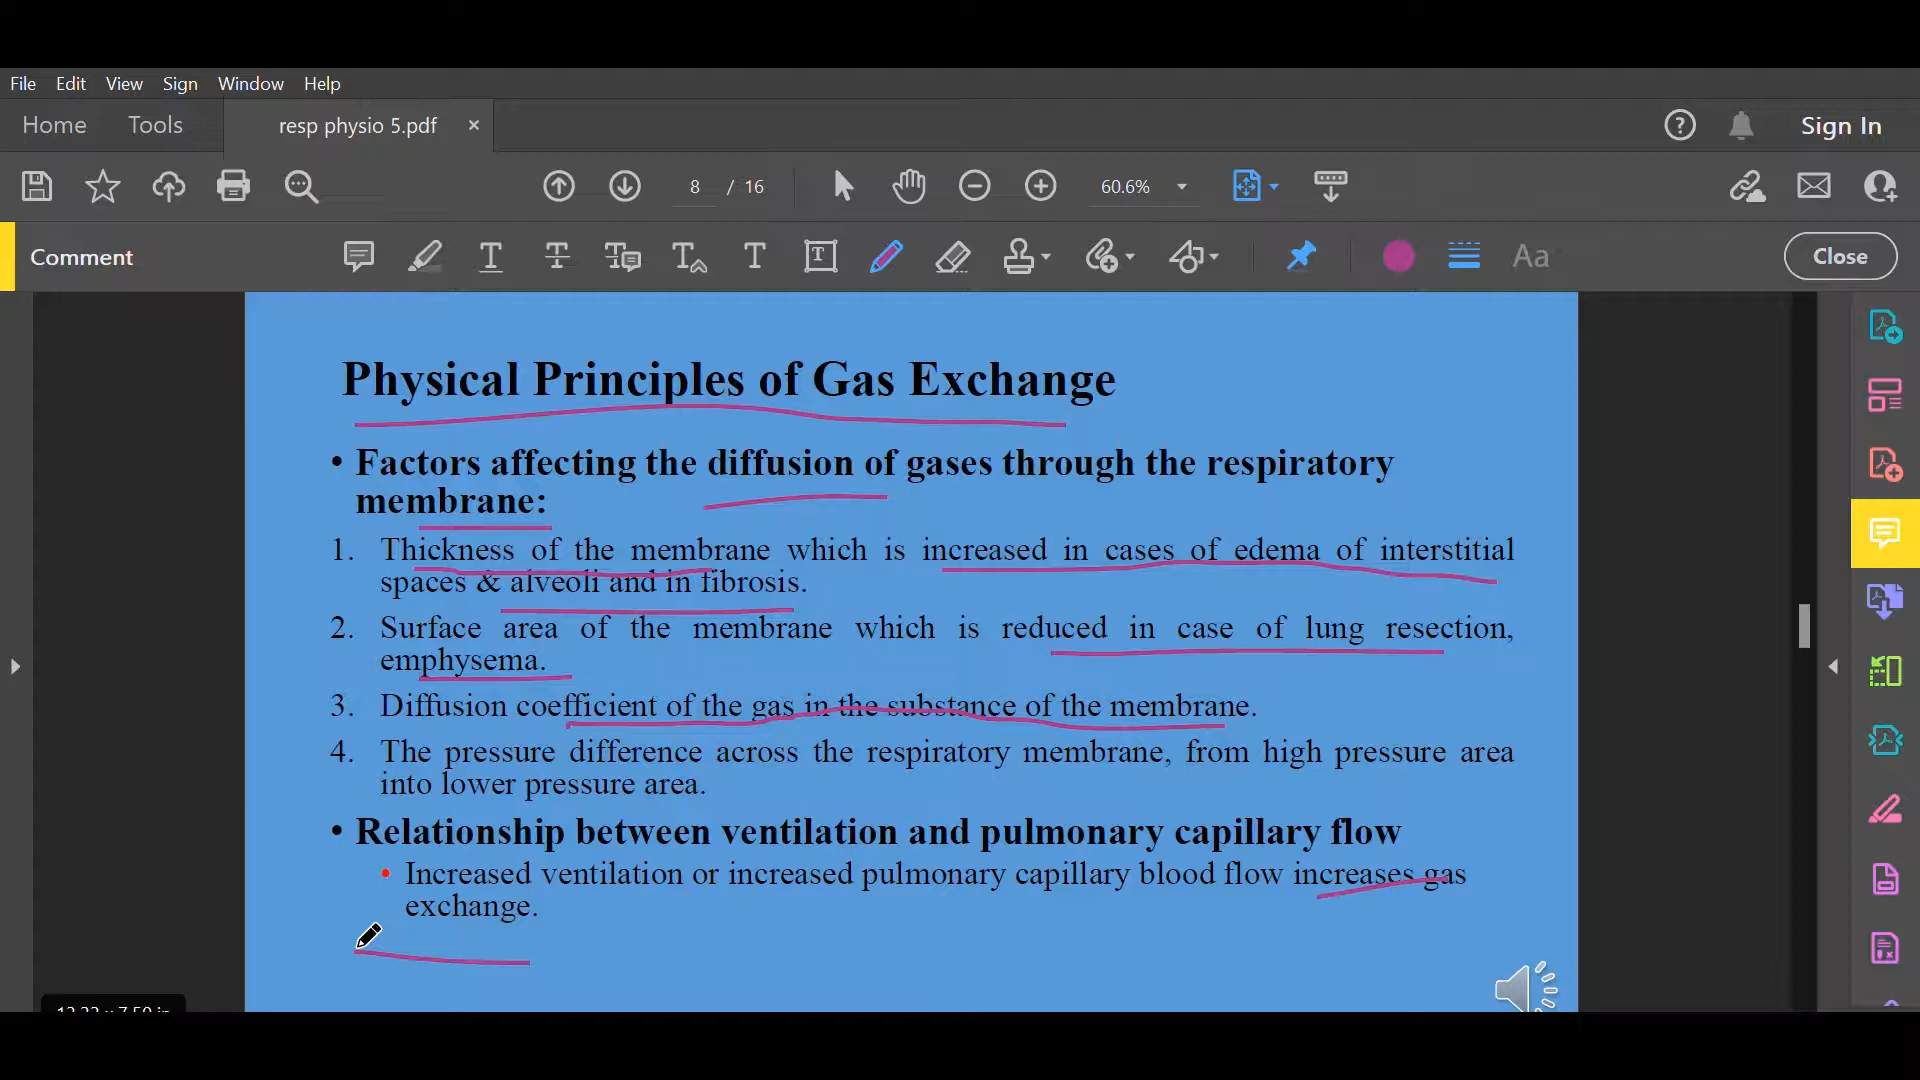 File Edit View Sign Window Help
Home Tools resp physio 5.pdf × Sign In
8 / 16 60.6%
Comment Aa Close
Physical Principles of Gas Exchange
• Factors affecting the diffusion of gases through the respiratory
membrane:
1. Thickness of the membrane which is increased in cases of edema of interstitial
spaces & alveoli and in fibrosis.
2. Surface area of the membrane which is reduced in case of lung resection,
emphysema.
3. Diffusion coefficient of the gas in the substance of the membrane.
4. The pressure difference across the respiratory membrane, from high pressure area
into lower pressure area.
• Relationship between ventilation and pulmonary capillary flow
• Increased ventilation or increased pulmonary capillary blood flow increases gas
exchange.